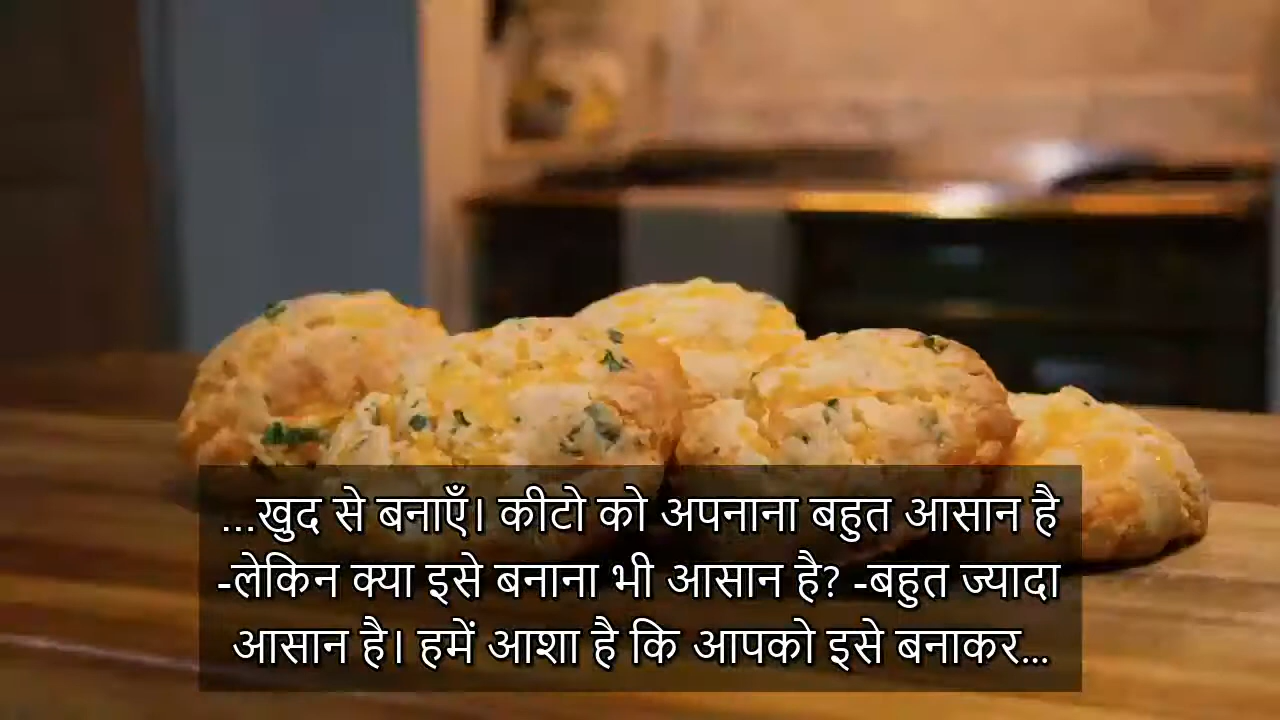 ...खुद से बनाएँ। कीटो को अपनाना बहुत आसान है
-लेकिन क्या इसे बनाना भी आसान है? -बहुत ज्यादा
आसान है। हमें आशा है कि आपको इसे बनाकर...